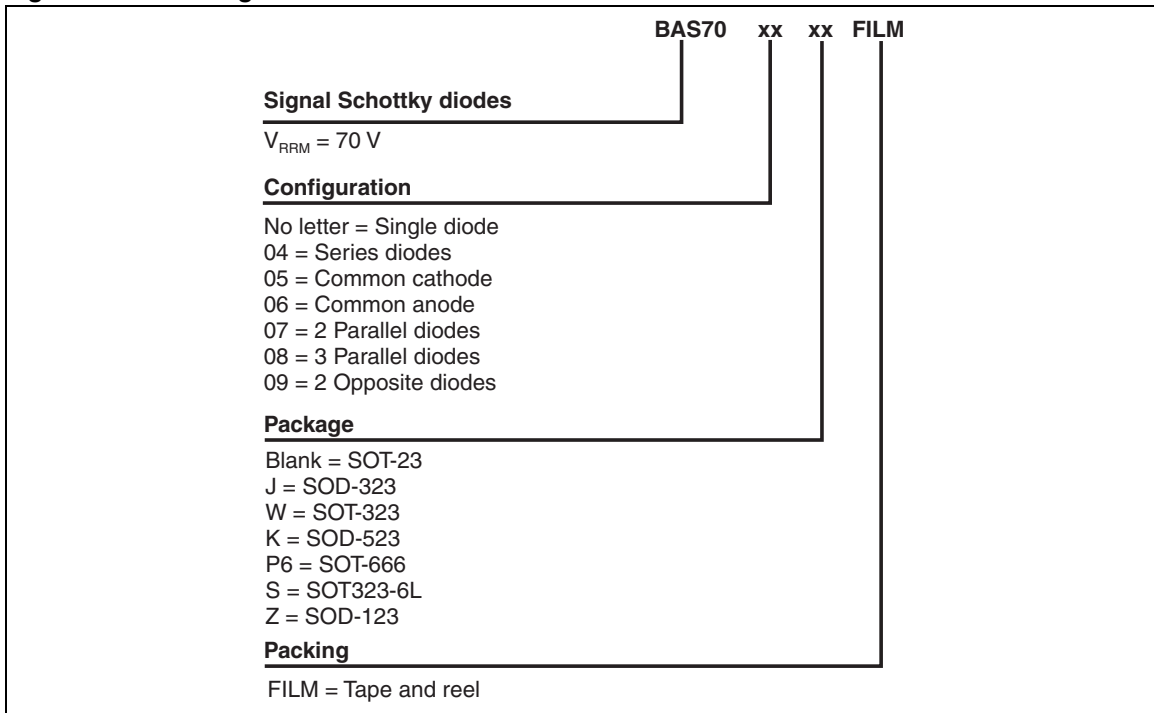 BAS70 xx xx FILM
Signal Schottky diodes
VRRM = 70 V
Configuration
No letter = Single diode
04 = Series diodes
05 = Common cathode
06 = Common anode
07 = 2 Parallel diodes
08 = 3 Parallel diodes
09 = 2 Opposite diodes
Package
Blank = SOT-23
J = SOD-323
W = SOT-323
K = SOD-523
P6 = SOT-666
S = SOT323-6L
Z = SOD-123
Packing
FILM = Tape and reel